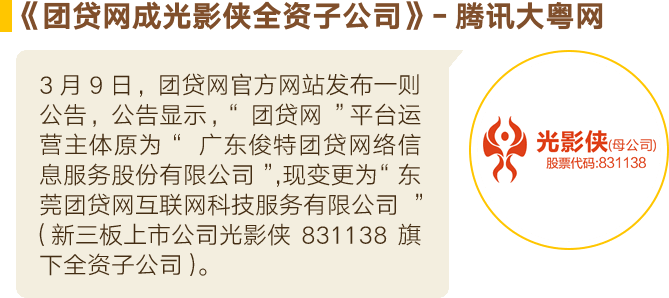 《团贷网成光影侠全资子公司》- 腾讯大粤网
3 月 9 日，团贷网官方网站发布一则
公告，公告显示，“ 团贷网 ”平台运
营主体原为“ 广东俊特团贷网络信
息服务股份有限公司 ”,现变更为“ 东
莞团贷网互联网科技服务有限公司 ”
( 新三板上市公司光影侠 831138 旗
下全资子公司 )。
光影侠(母公司)
股票代码:831138